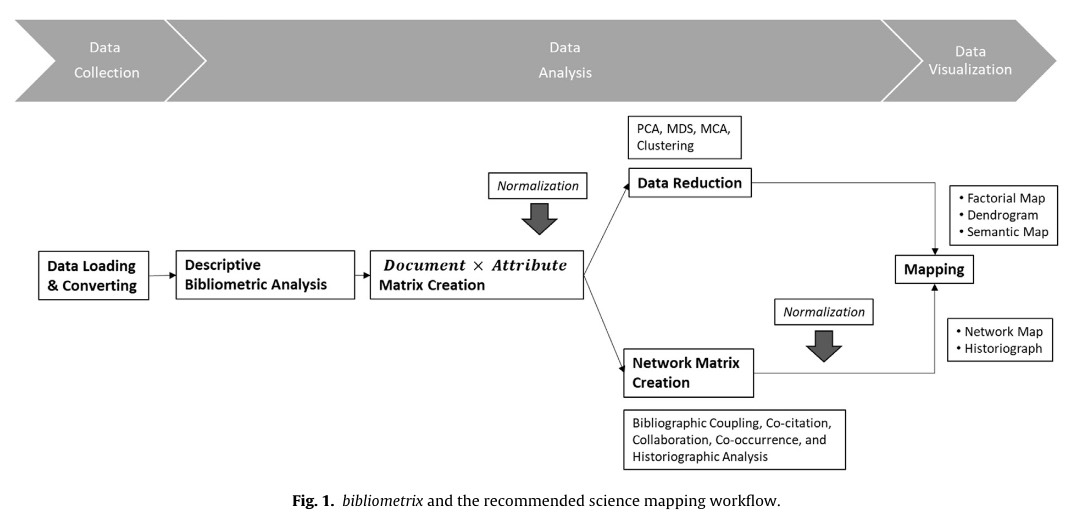 Data
Collection
Data
Analysis
Data
Visualization
PCA, MDS, MCA,
Clustering
Normalization
Data Reduction
• Factorial Map
• Dendrogram
• Semantic Map
Data Loading
& Converting
Descriptive
Bibliometric Analysis
Document × Attribute
Matrix Creation
Mapping
Normalization
• Network Map
• Historiograph
Network Matrix
Creation
Bibliographic Coupling, Co-citation,
Collaboration, Co-occurrence, and
Historiographic Analysis
Fig. 1. bibliometrix and the recommended science mapping workflow.